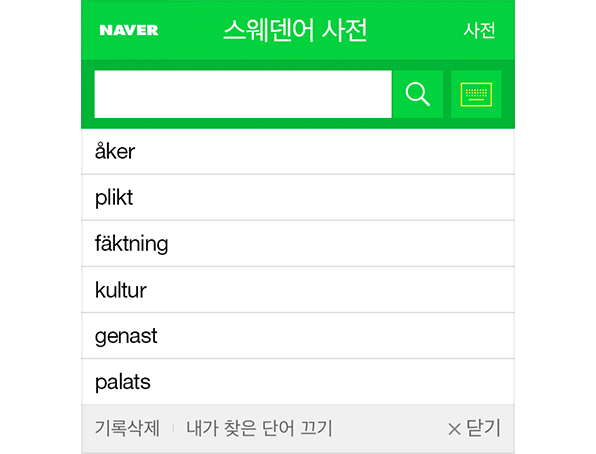 NAVER 스웨덴어 사전 사전
åker
plikt
fäktning
kultur
genast
palats
기록삭제 내가 찾은 단어 끄기 × 닫기